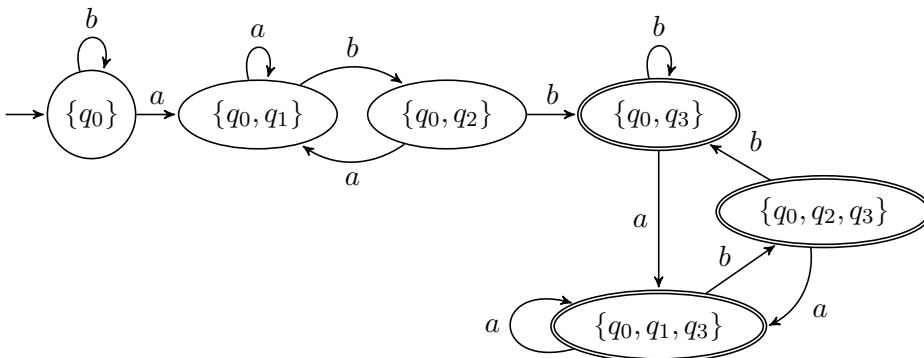 b a b
{q₀} a {q₀, q₁} {q₀, q₂} b {q₀, q₃}
a b
a {q₀, q₂, q₃}
b
a {q₀, q₁, q₃} a